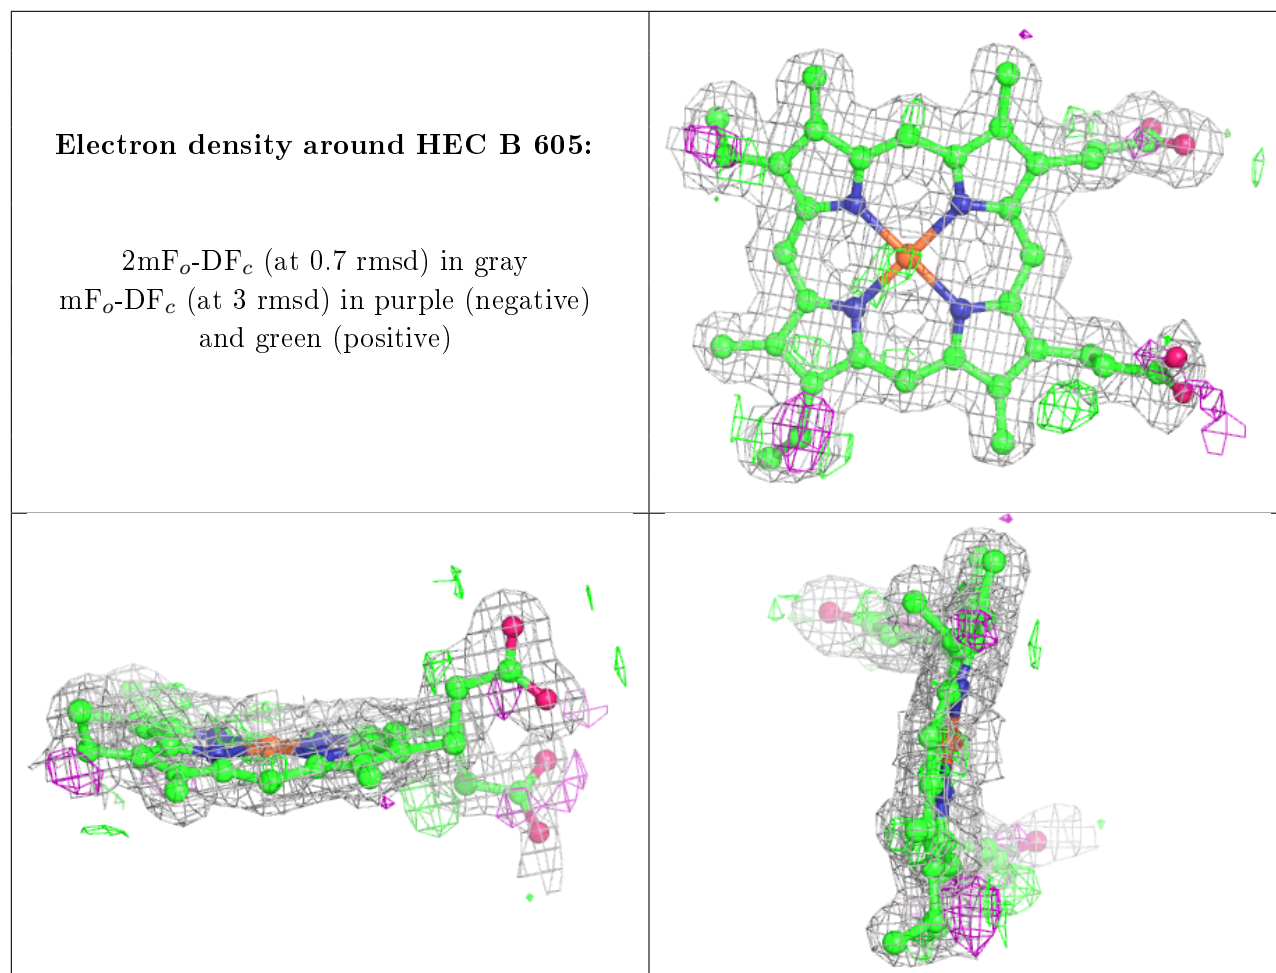 Electron density around HEC B 605:
2mFo-DFc (at 0.7 rmsd) in gray
mFo-DFc (at 3 rmsd) in purple (negative)
and green (positive)